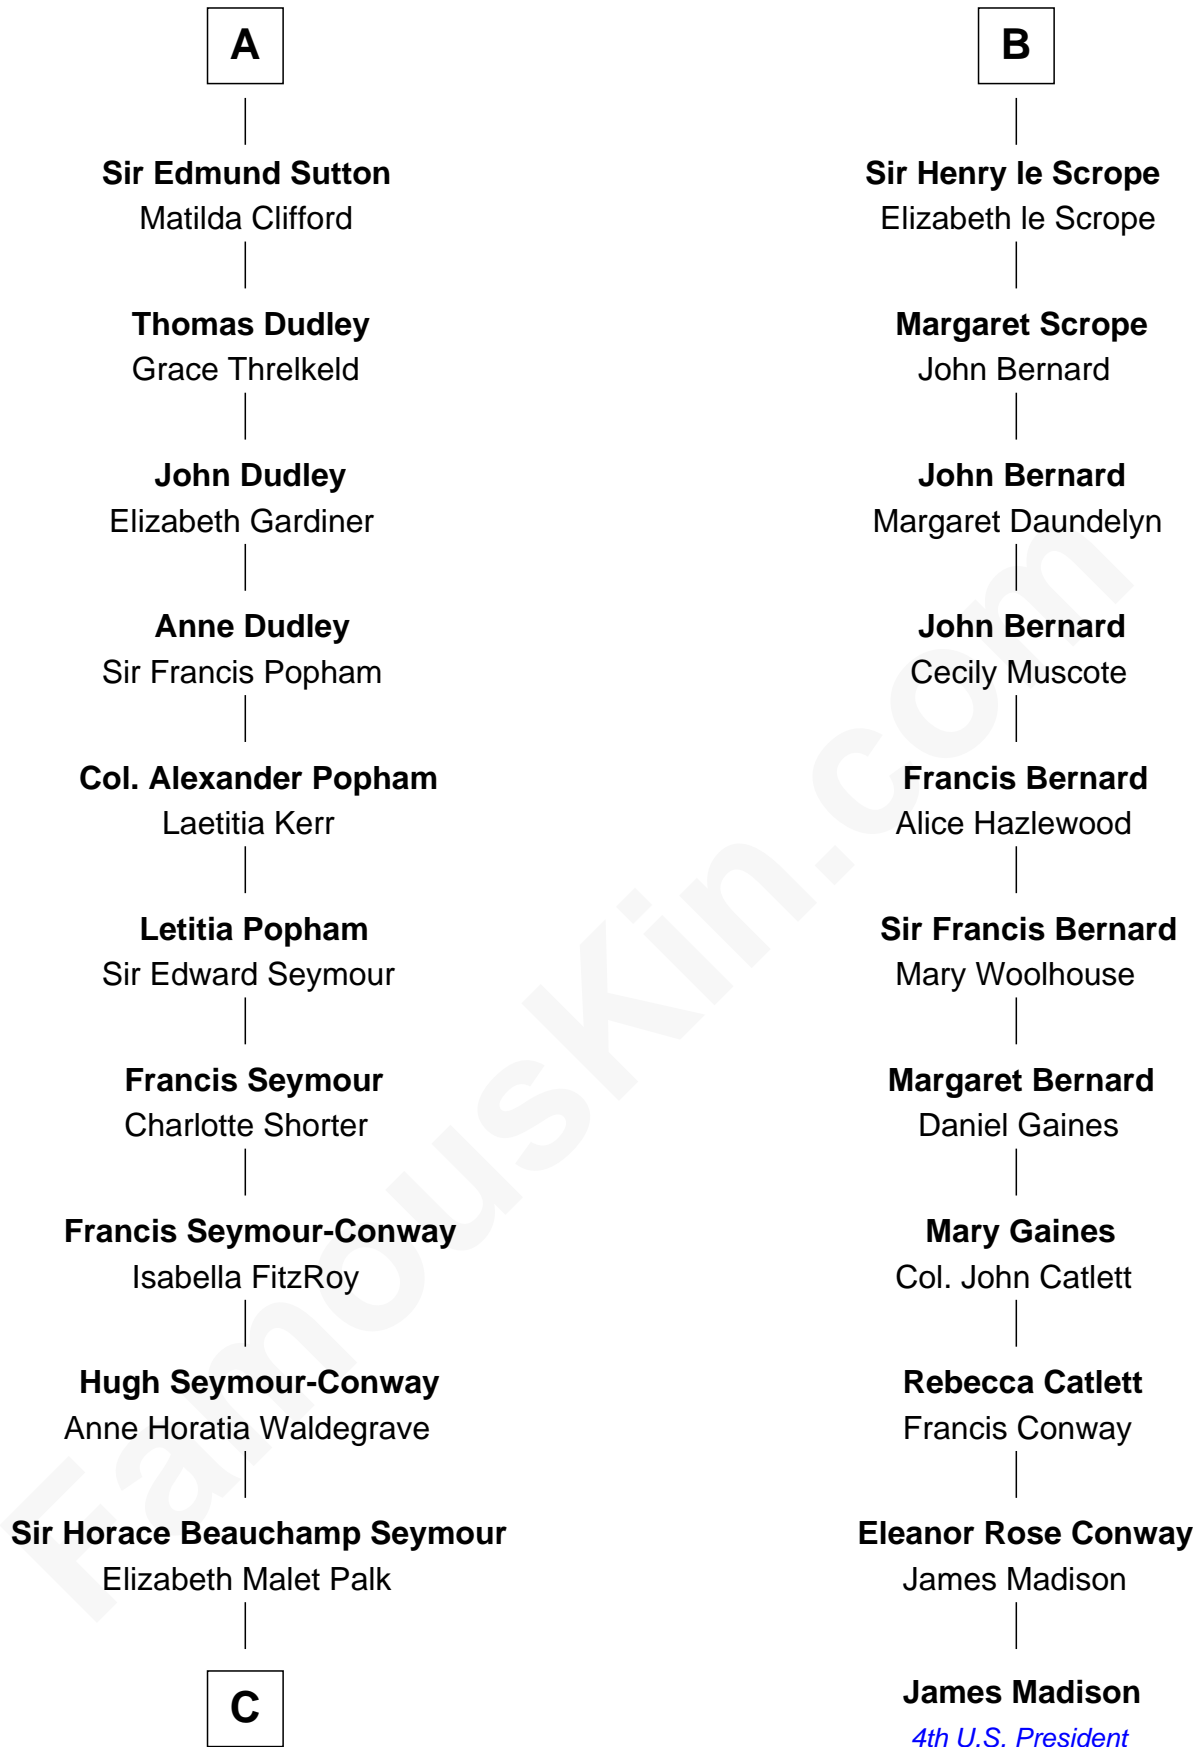 A
Sir Edmund Sutton
Matilda Clifford
Thomas Dudley
Grace Threlkeld
John Dudley
Elizabeth Gardiner
Anne Dudley
Sir Francis Popham
Col. Alexander Popham
Laetitia Kerr
Letitia Popham
Sir Edward Seymour
Francis Seymour
Charlotte Shorter
Francis Seymour-Conway
Isabella FitzRoy
Hugh Seymour-Conway
Anne Horatia Waldegrave
Sir Horace Beauchamp Seymour
Elizabeth Malet Palk
C
B
Sir Henry le Scrope
Elizabeth le Scrope
Margaret Scrope
John Bernard
John Bernard
Margaret Daundelyn
John Bernard
Cecily Muscote
Francis Bernard
Alice Hazlewood
Sir Francis Bernard
Mary Woolhouse
Margaret Bernard
Daniel Gaines
Mary Gaines
Col. John Catlett
Rebecca Catlett
Francis Conway
Eleanor Rose Conway
James Madison
James Madison
4th U.S. President
FamousKin.com